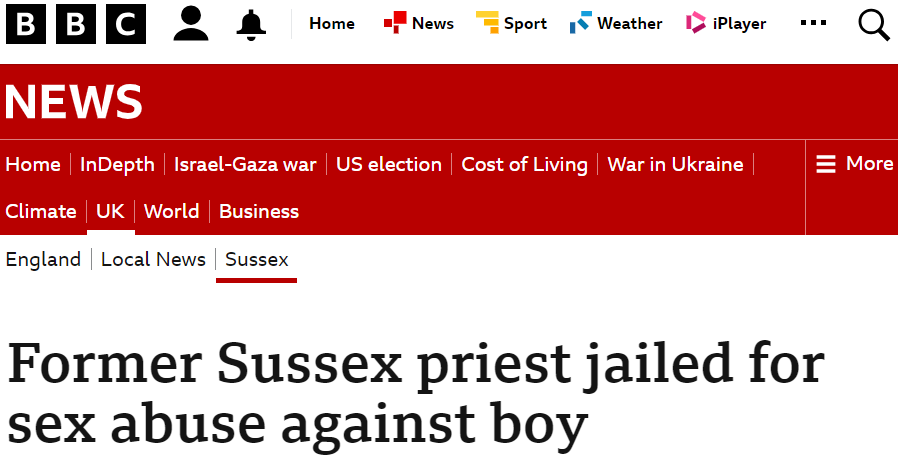 BBC Home News Sport Weather iPlayer
NEWS
Home InDepth Israel-Gaza war US election Cost of Living War in Ukraine More
Climate UK World Business
England Local News Sussex
Former Sussex priest jailed for
sex abuse against boy